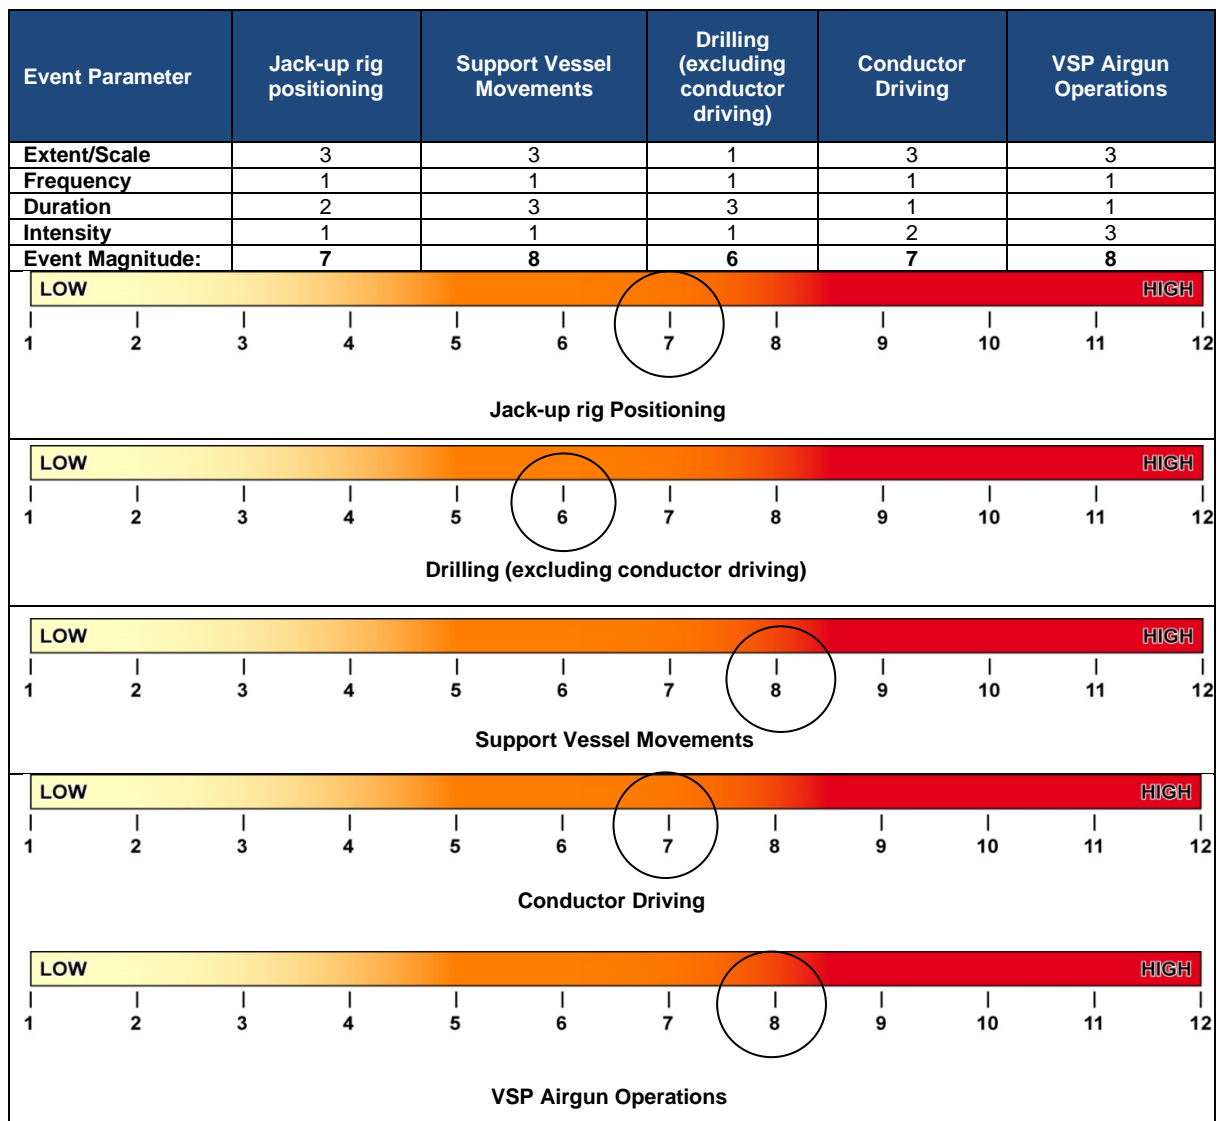 Event Parameter
Jack-up rig
positioning
Support Vessel
Movements
Drilling
(excluding
conductor
driving)
Conductor
Driving
VSP Airgun
Operations
Extent/Scale 3 3 1 3 3
Frequency 1 1 1 1 1
Duration 2 3 3 1 1
Intensity 1 1 1 2 3
Event Magnitude: 7 8 6 7 8
LOW HIGH
1 2 3 4 5 6 7 8 9 10 11 12
Jack-up rig Positioning
LOW HIGH
1 2 3 4 5 6 7 8 9 10 11 12
Drilling (excluding conductor driving)
LOW HIGH
1 2 3 4 5 6 7 8 9 10 11 12
Support Vessel Movements
LOW HIGH
1 2 3 4 5 6 7 8 9 10 11 12
Conductor Driving
LOW HIGH
1 2 3 4 5 6 7 8 9 10 11 12
VSP Airgun Operations